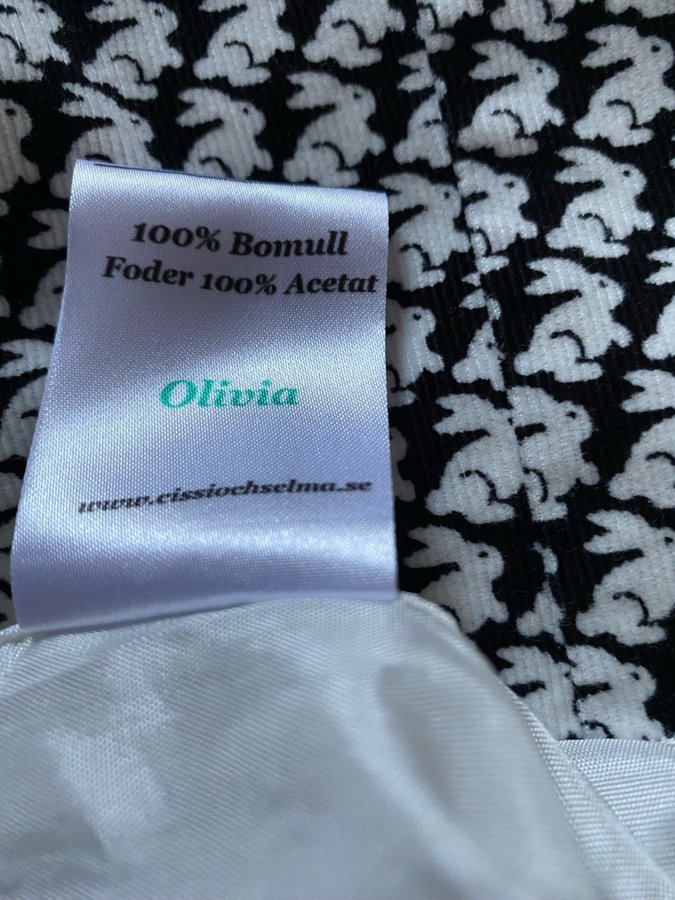 100% Bomull
Foder 100% Acetat
Olivia
www.cissiochselma.se